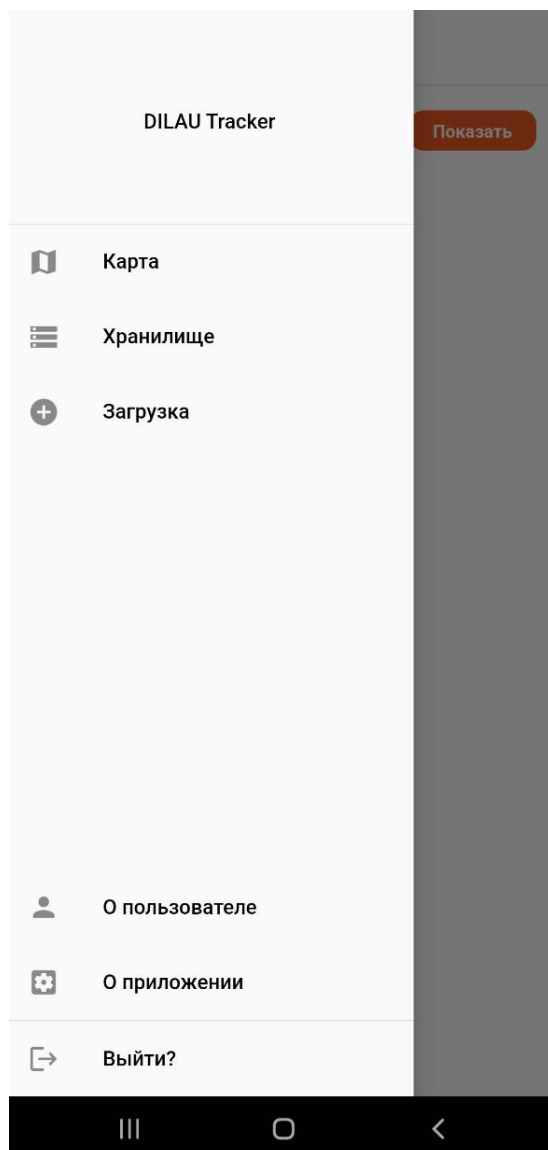 DILAU Tracker
Показать
Карта
Хранилище
Загрузка
О пользователе
О приложении
Выйти?